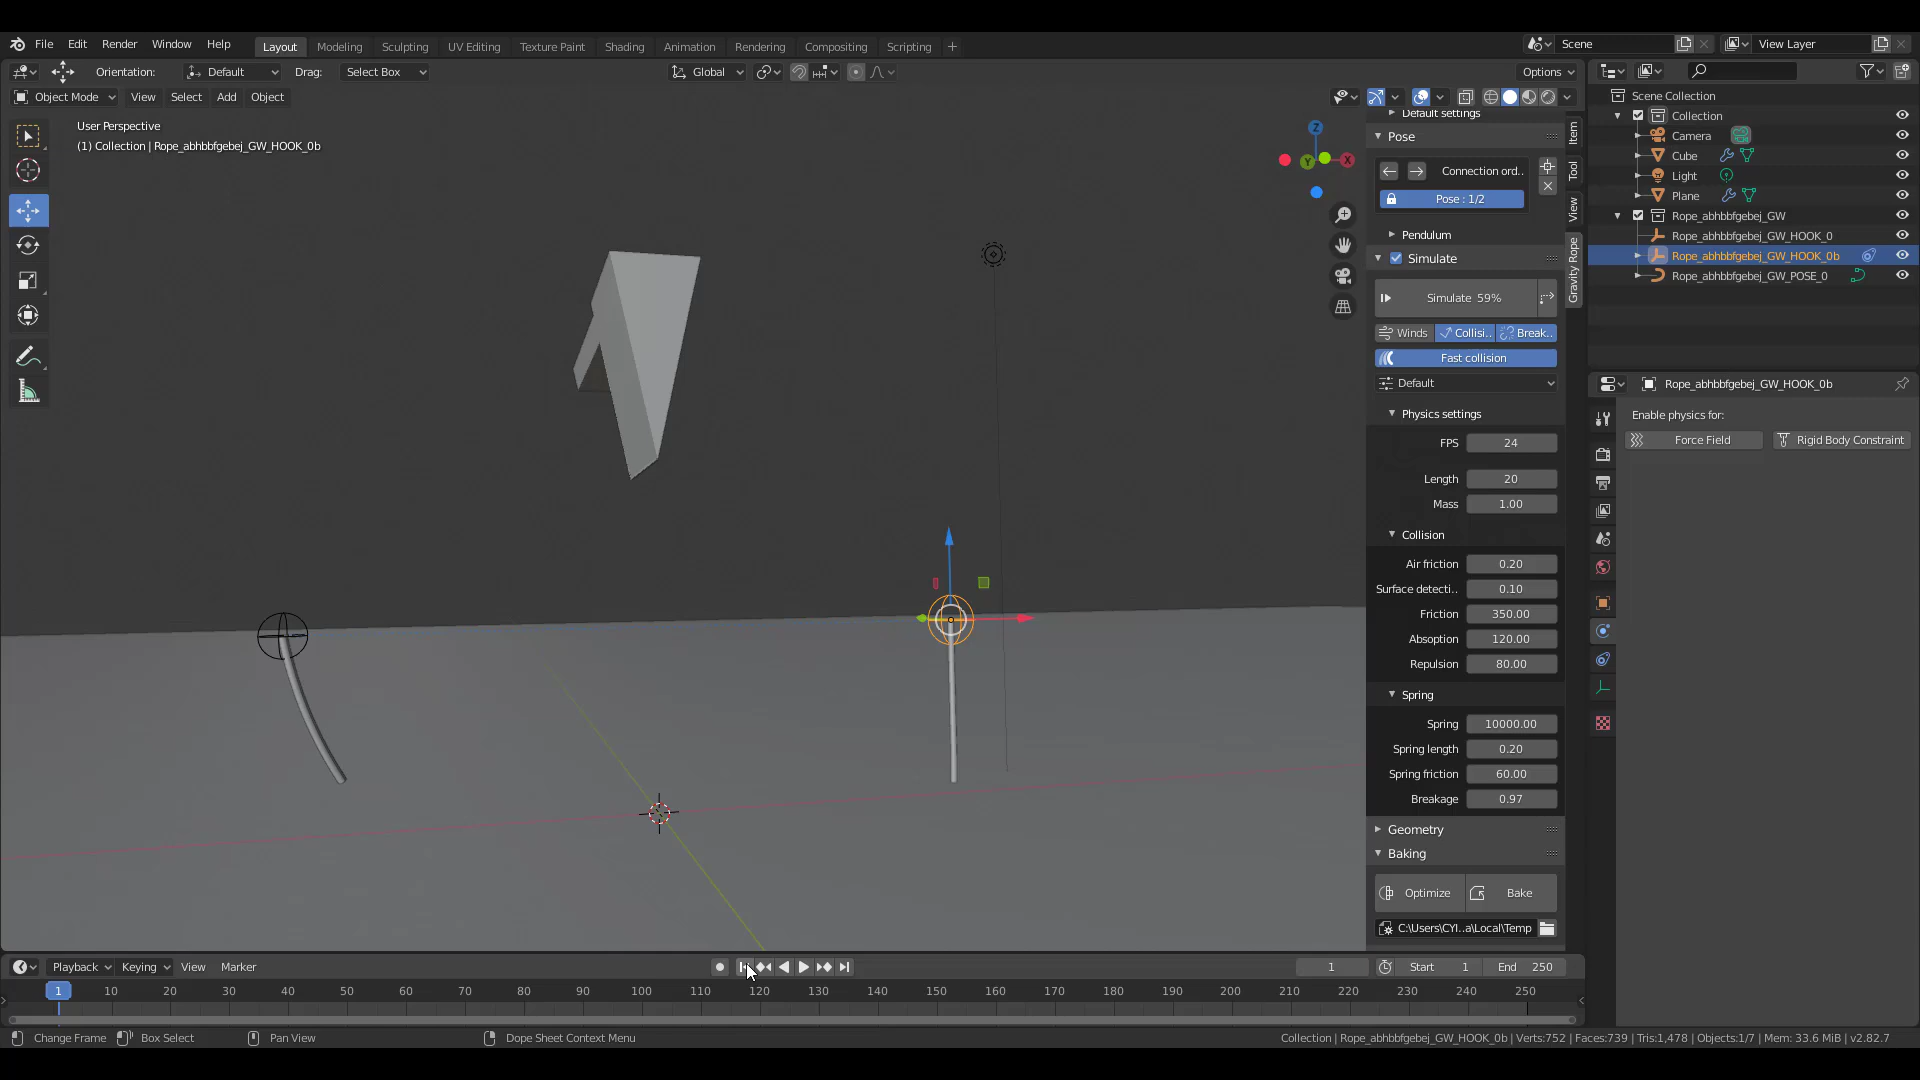 File Edit Render Window Help Layout Modeling Sculpting UV Editing Texture Paint Shading Animation Rendering Compositing Scripting + Scene View Layer
Orientation: Default Drag: Select Box Global Options
Object Mode View Select Add Object
User Perspective
(1) Collection | Rope_abhbbfgebej_GW_HOOK_0b
Z
Y
X
Default settings
Pose
Connection ord..
Pose : 1/2
Pendulum
Simulate
Simulate 59%
Winds Collisi.. Break..
Fast collision
Default
Physics settings
FPS 24
Length 20
Mass 1.00
Collision
Air friction 0.20
Surface detecti.. 0.10
Friction 350.00
Absoption 120.00
Repulsion 80.00
Spring
Spring 10000.00
Spring length 0.20
Spring friction 60.00
Breakage 0.97
Geometry
Baking
Optimize Bake
C:\Users\CYI..a\Local\Temp
Item
Tool
View
Gravity Rope
Scene Collection
Collection
Camera
Cube
Light
Plane
Rope_abhbbfgebej_GW
Rope_abhbbfgebej_GW_HOOK_0
Rope_abhbbfgebej_GW_HOOK_0b
Rope_abhbbfgebej_GW_POSE_0
Rope_abhbbfgebej_GW_HOOK_0b
Enable physics for:
Force Field Rigid Body Constraint
Playback Keying View Marker 1 Start 1 End 250
1 10 20 30 40 50 60 70 80 90 100 110 120 130 140 150 160 170 180 190 200 210 220 230 240 250
Change Frame Box Select Pan View Dope Sheet Context Menu Collection | Rope_abhbbfgebej_GW_HOOK_0b | Verts:752 | Faces:739 | Tris:1,478 | Objects:1/7 | Mem: 33.6 MiB | v2.82.7